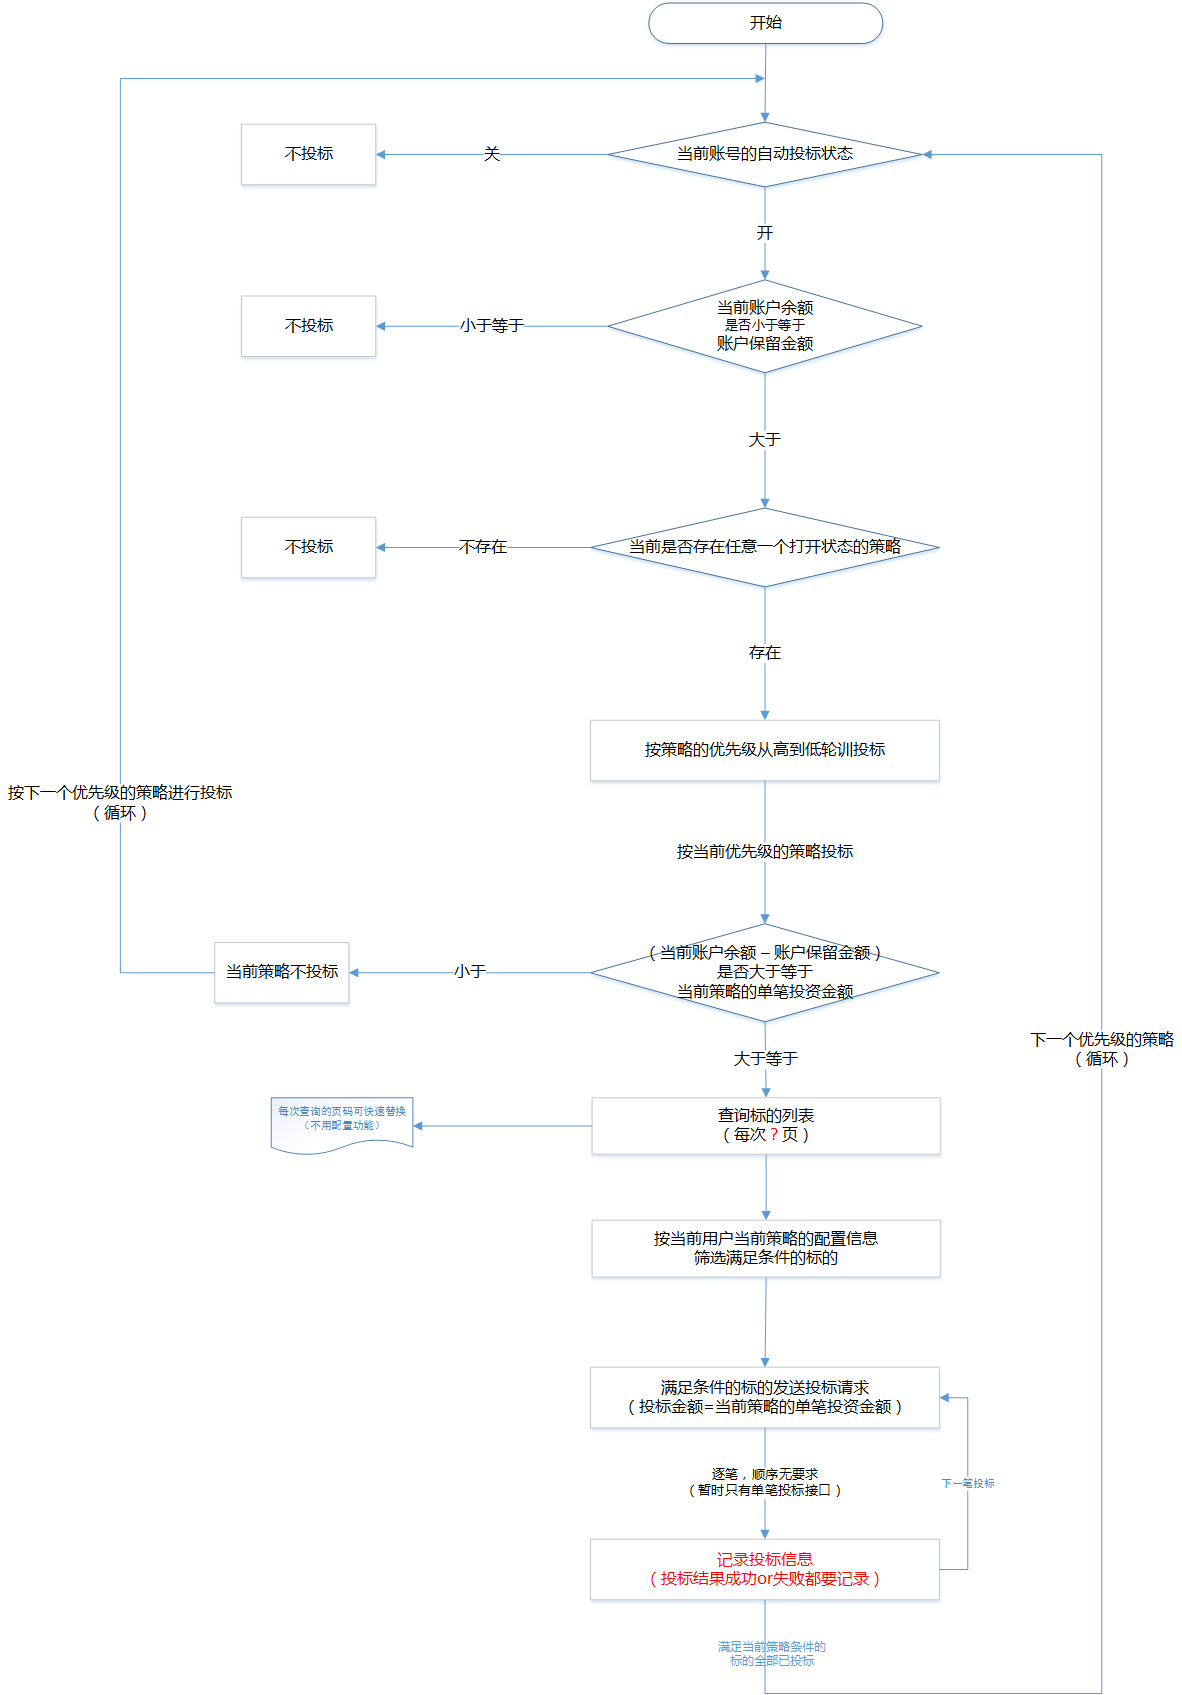 开始
不投标
关
当前账号的自动投标状态
开
不投标
小于等于
当前账户余额
是否小于等于
账户保留金额
大于
不投标
不存在
当前是否存在任意一个打开状态的策略
存在
按策略的优先级从高到低轮训投标
按下一个优先级的策略进行投标
（循环）
按当前优先级的策略投标
当前策略不投标
小于
（当前账户余额 – 账户保留金额）
是否大于等于
当前策略的单笔投资金额
大于等于
下一个优先级的策略
（循环）
每次查询的页码可快速替换
（不用配置功能）
查询标的列表
（每次？页）
按当前用户当前策略的配置信息
筛选满足条件的标的
满足条件的标的发送投标请求
（投标金额=当前策略的单笔投资金额）
逐笔，顺序无要求
（暂时只有单笔投标接口）
下一笔投标
记录投标信息
（投标结果成功or失败都要记录）
满足当前策略条件的
标的全部已投标